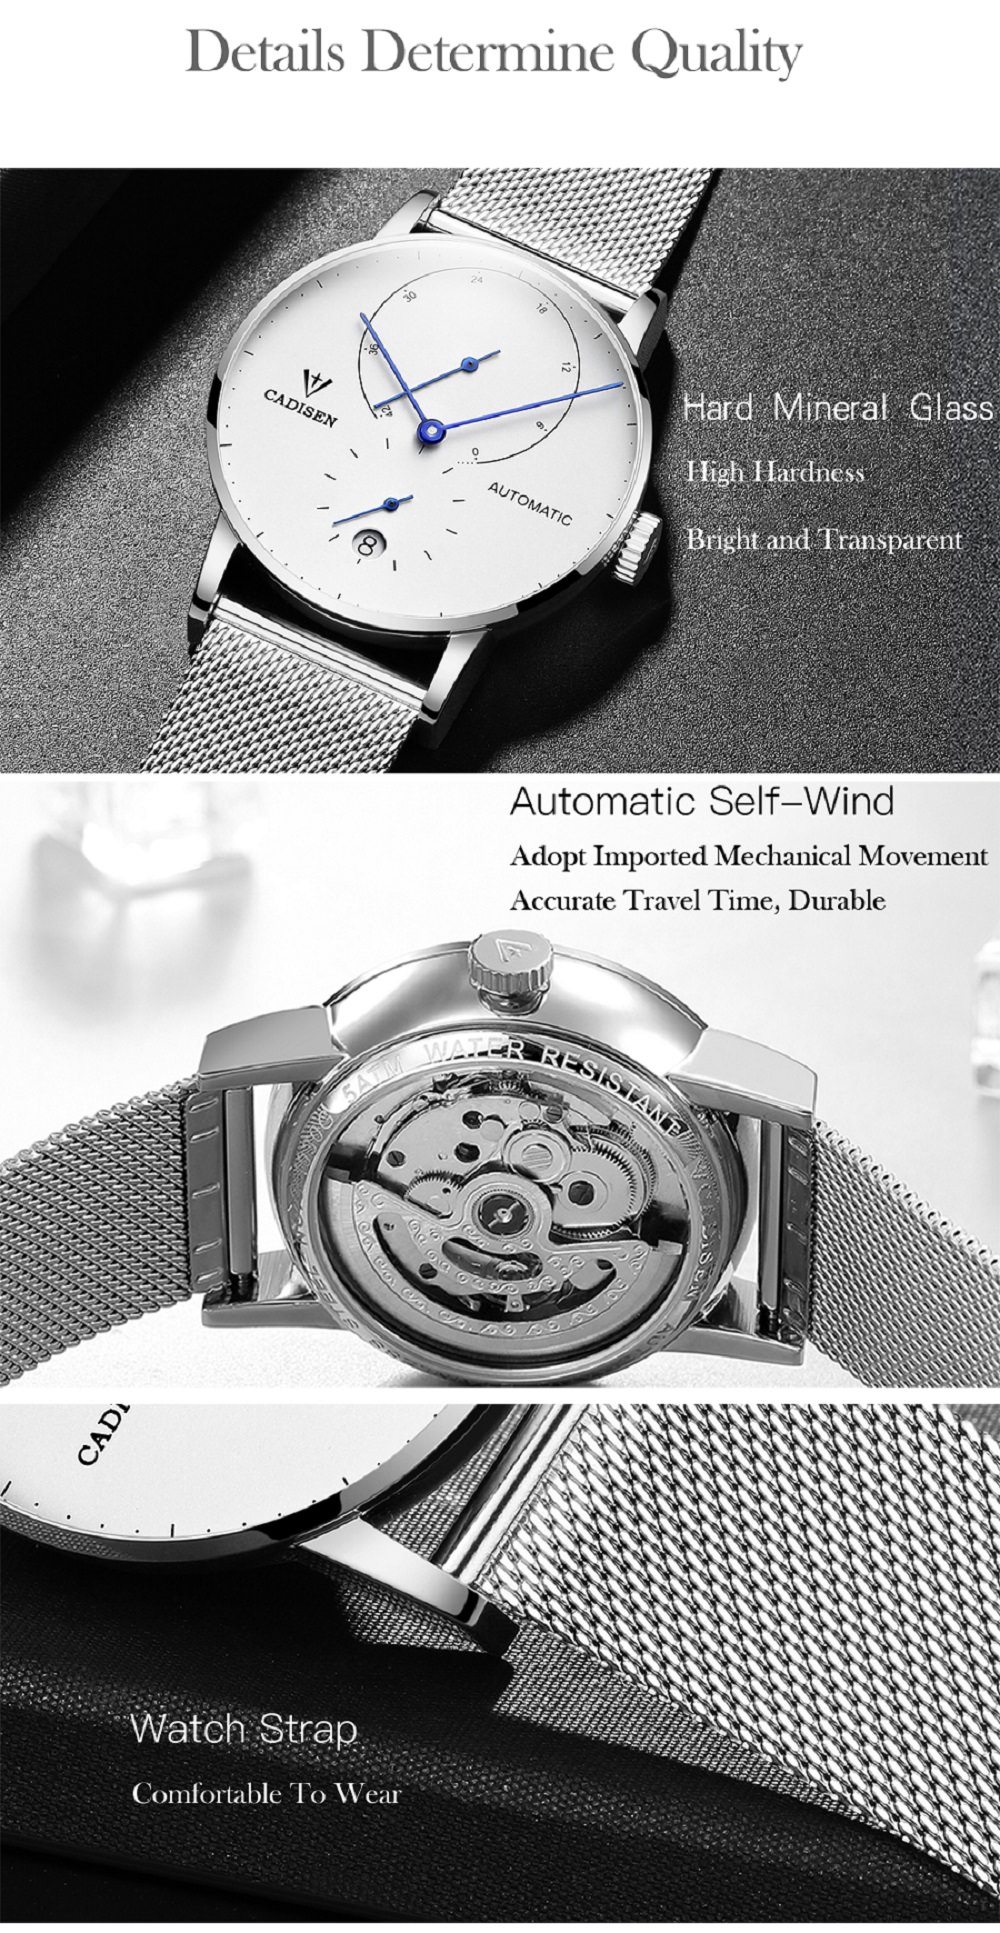 Details Determine Quality
24
30
18
36
12
42
6
0
CADISEN
AUTOMATIC
8
Hard Mineral Glass
High Hardness
Bright and Transparent
Automatic Self-Wind
Adopt Imported Mechanical Movement
Accurate Travel Time, Durable
5ATM WATER RESISTANT
CADI
Watch Strap
Comfortable To Wear